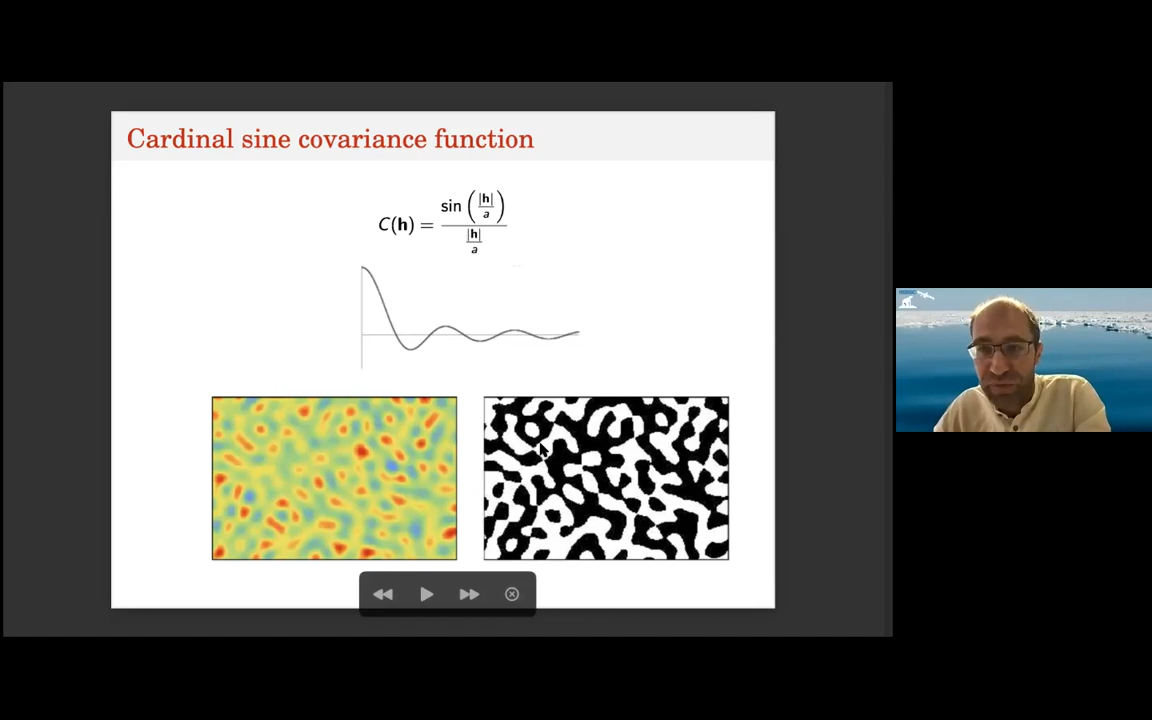 Cardinal sine covariance function
C(h) = sin(|h|/a) / (|h|/a)